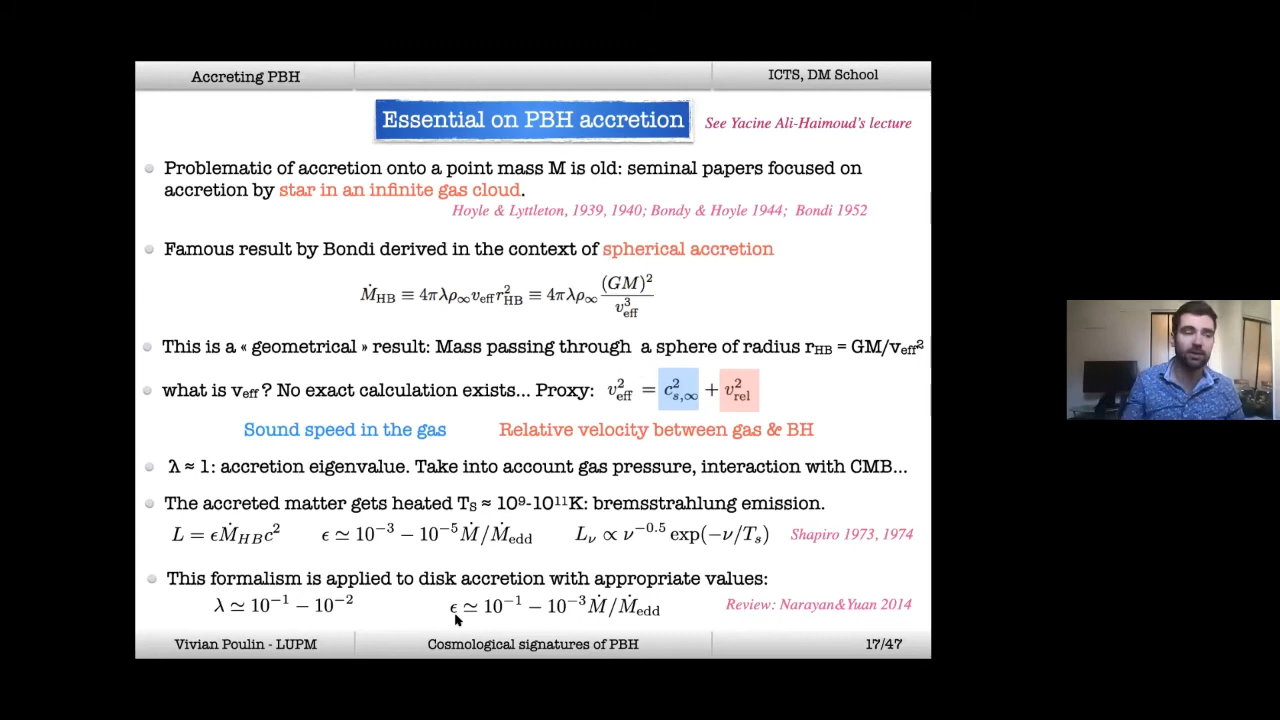 Accreting PBH
ICTS, DM School
Essential on PBH accretion
See Yacine Ali-Haimoud's lecture
Problematic of accretion onto a point mass M is old: seminal papers focused on
accretion by star in an infinite gas cloud.
Hoyle & Lyttleton, 1939, 1940; Bondy & Hoyle 1944; Bondi 1952
Famous result by Bondi derived in the context of spherical accretion
Ṁ_HB ≡ 4πλρ_∞ v_eff r²_HB ≡ 4πλρ_∞ (GM)²/v³_eff
This is a « geometrical » result: Mass passing through a sphere of radius r_HB = GM/v_eff²
what is v_eff ? No exact calculation exists... Proxy: v²_eff = c²_s,∞ + v²_rel
Sound speed in the gas Relative velocity between gas & BH
λ ≈ 1: accretion eigenvalue. Take into account gas pressure, interaction with CMB...
The accreted matter gets heated T_S ≈ 10⁹-10¹¹K: bremsstrahlung emission.
L = ϵṀ_HB c² ϵ ≃ 10⁻³ − 10⁻⁵ Ṁ/Ṁ_edd L_ν ∝ ν^−0.5 exp(−ν/T_s) Shapiro 1973, 1974
This formalism is applied to disk accretion with appropriate values:
λ ≃ 10⁻¹ − 10⁻² ϵ ≃ 10⁻¹ − 10⁻³ Ṁ/Ṁ_edd Review: Narayan&Yuan 2014
Vivian Poulin - LUPM
Cosmological signatures of PBH
17/47